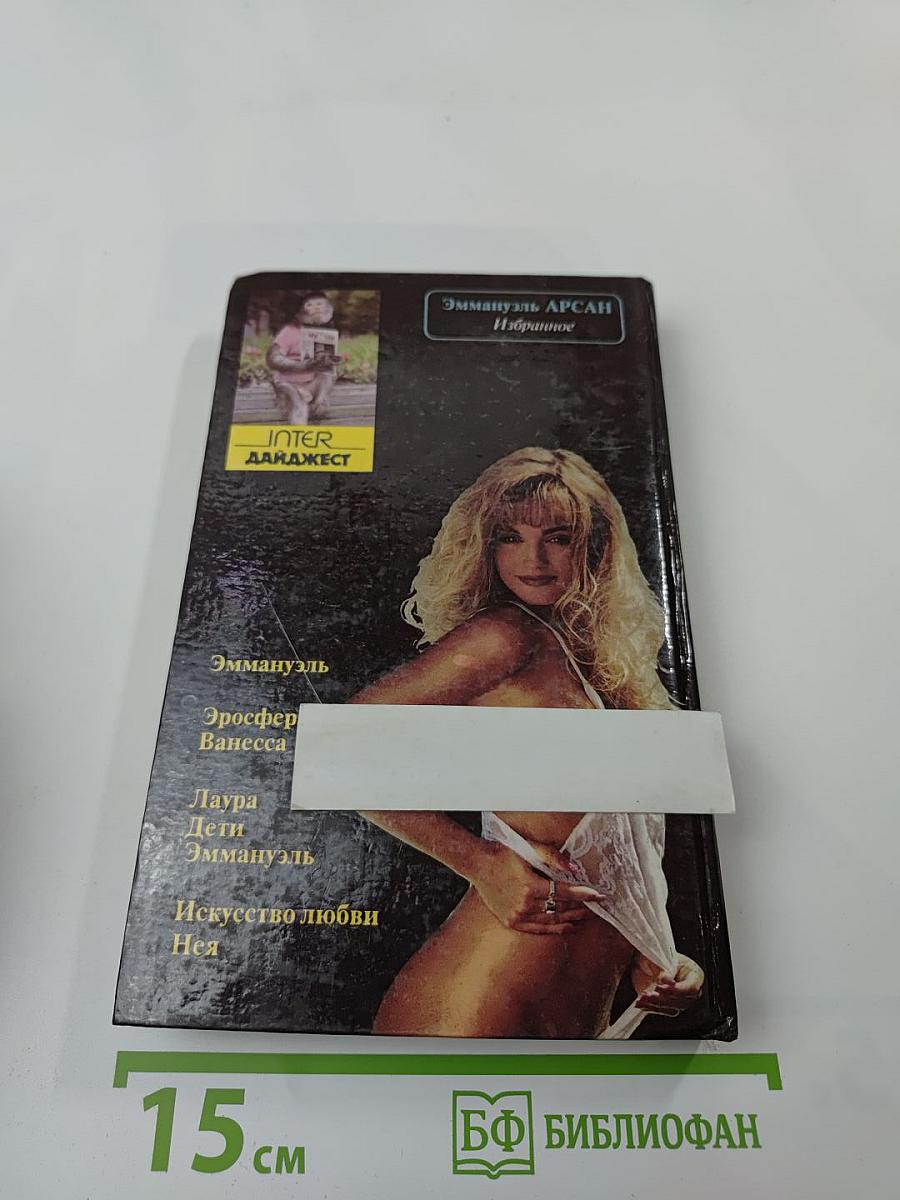 Эммануэль АРСАН
Избранное
INTER
ДАЙДЖЕСТ
Эммануэль
Эросфер
Ванесса
Лаура
Дети
Эммануэль
Искусство любви
Нея
15 см
БФ БИБЛИОФАН